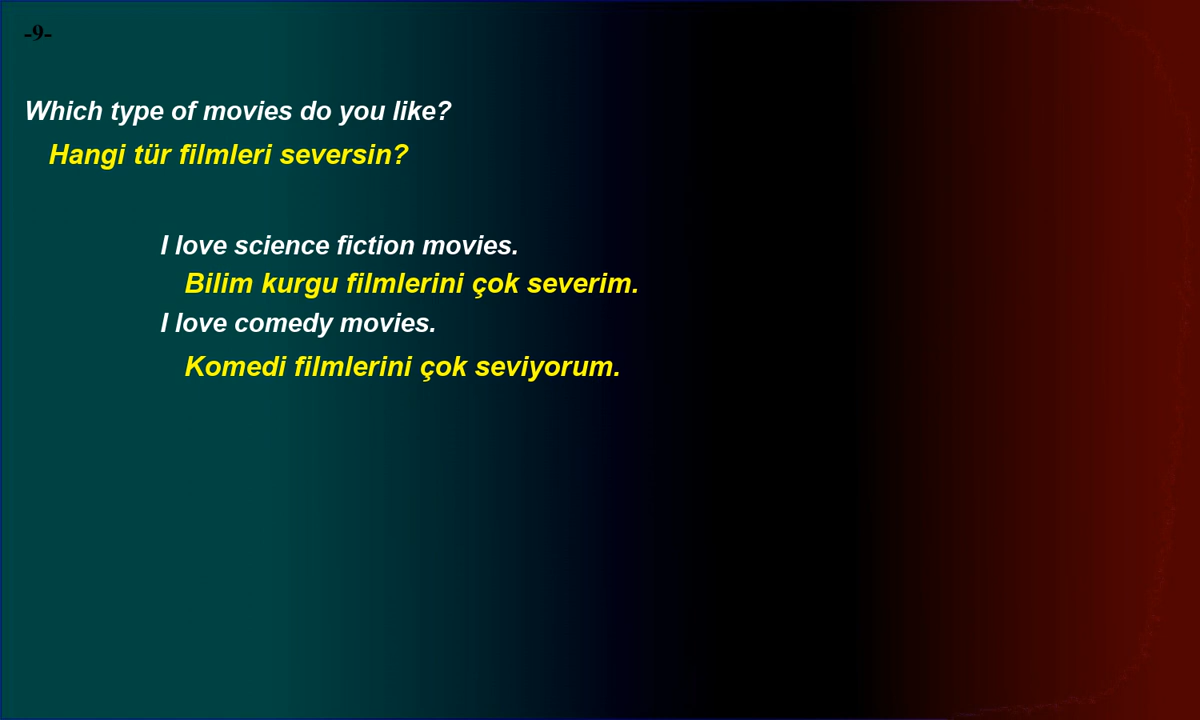 -9-
Which type of movies do you like?
Hangi tür filmleri seversin?
I love science fiction movies.
Bilim kurgu filmlerini çok severim.
I love comedy movies.
Komedi filmlerini çok seviyorum.